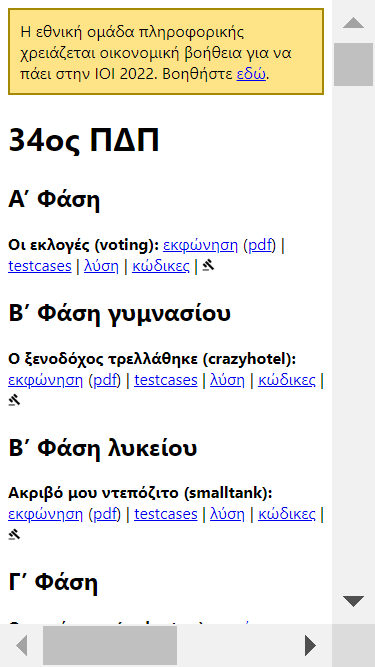 Η εθνική ομάδα πληροφορικής
χρειάζεται οικονομική βοήθεια για να
πάει στην IOI 2022. Βοηθήστε εδώ.
34ος ΠΔΠ
Α΄ Φάση
Οι εκλογές (voting): εκφώνηση (pdf) |
testcases | λύση | κώδικες |
Β΄ Φάση γυμνασίου
Ο ξενοδόχος τρελλάθηκε (crazyhotel):
εκφώνηση (pdf) | testcases | λύση | κώδικες |
Β΄ Φάση λυκείου
Ακριβό μου ντεπόζιτο (smalltank):
εκφώνηση (pdf) | testcases | λύση | κώδικες |
Γ΄ Φάση